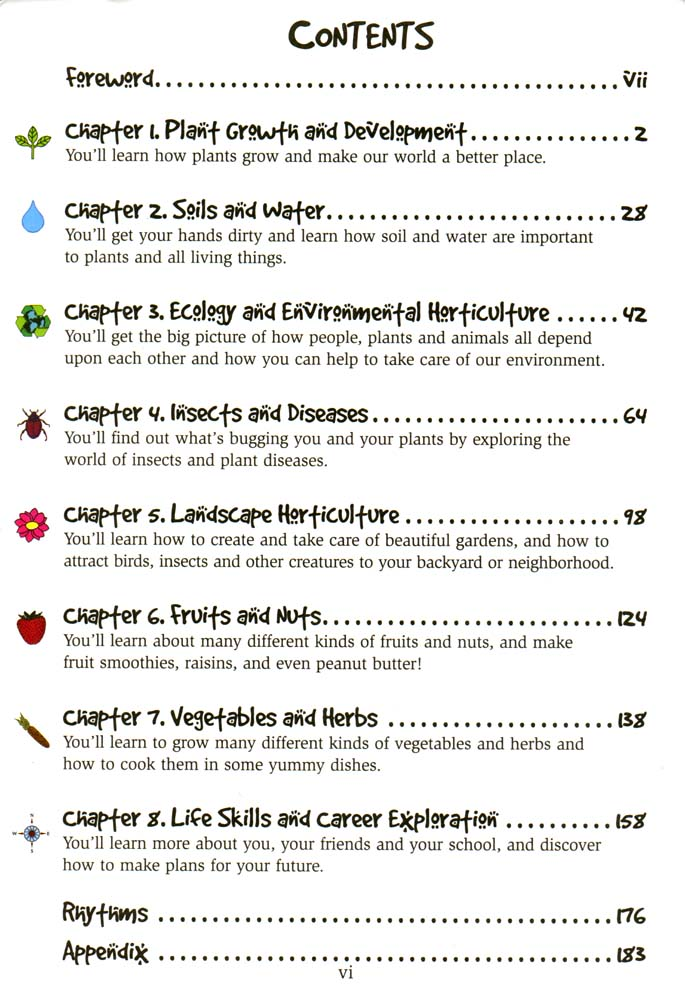 CONTENTS
Foreword.......................................vii
Chapter 1. Plant Growth and Development..............2
You'll learn how plants grow and make our world a better place.
Chapter 2. Soils and Water.........................28
You'll get your hands dirty and learn how soil and water are important
to plants and all living things.
Chapter 3. Ecology and Environmental Horticulture ......42
You'll get the big picture of how people, plants and animals all depend
upon each other and how you can help to take care of our environment.
Chapter 4. Insects and Diseases.....................64
You'll find out what's bugging you and your plants by exploring the
world of insects and plant diseases.
Chapter 5. Landscape Horticulture ...................98
You'll learn how to create and take care of beautiful gardens, and how to
attract birds, insects and other creatures to your backyard or neighborhood.
Chapter 6. Fruits and Nuts.........................124
You'll learn about many different kinds of fruits and nuts, and make
fruit smoothies, raisins, and even peanut butter!
Chapter 7. Vegetables and Herbs ....................138
You'll learn to grow many different kinds of vegetables and herbs and
how to cook them in some yummy dishes.
N
W E
S
Chapter 8. Life Skills and Career Exploration ..........158
You'll learn more about you, your friends and your school, and discover
how to make plans for your future.
Rhythms .......................................176
Appendix .......................................183
vi